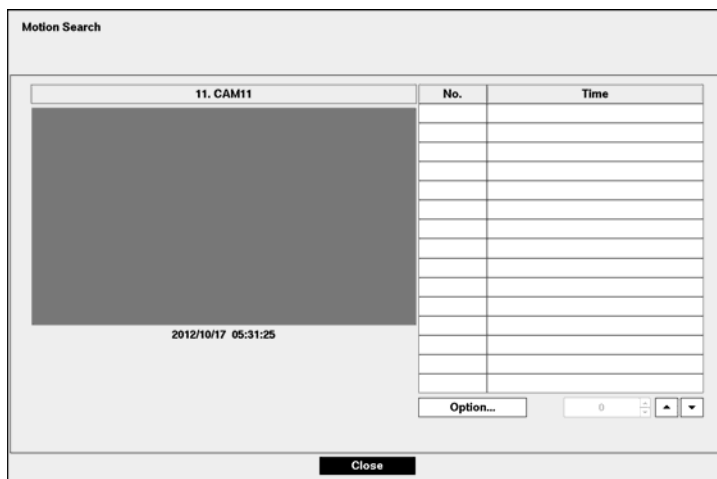 Motion Search
11. CAM11
No. Time
2012/10/17 05:31:25
Option... 0
Close